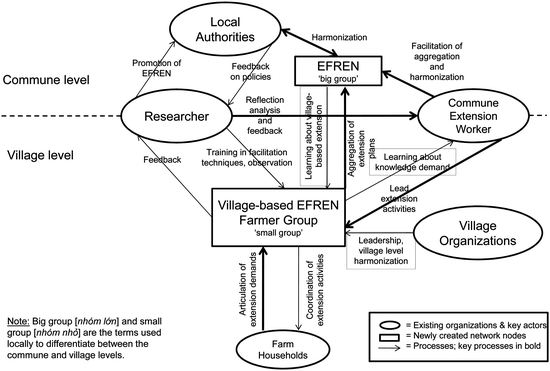 Local
Authorities
Harmonization
EFREN
'big group'
Facilitation of
aggregation
and
harmonization
Promotion of
EFREN
Feedback
on policies
Commune level
Researcher
Reflection
analysis
and
feedback
Learning about Village-
based extension
Aggregation of
extension
plans
Commune
Extension
Worker
Village level
Feedback
Training in facilitation
techniques, observation
Learning about
knowledge demand
Lead
extension
activities
Village-based EFREN
Farmer Group
'small group'
Village
Organizations
Leadership,
village level
harmonization
Articulation of
extension demands
Coordination of
extension activities
Farm
Households
Note: Big group [nhóm lớn] and small
group [nhóm nhỏ] are the terms used
locally to differentiate between the
commune and village levels.
= Existing organizations & key actors
= Newly created network nodes
= Processes; key processes in bold